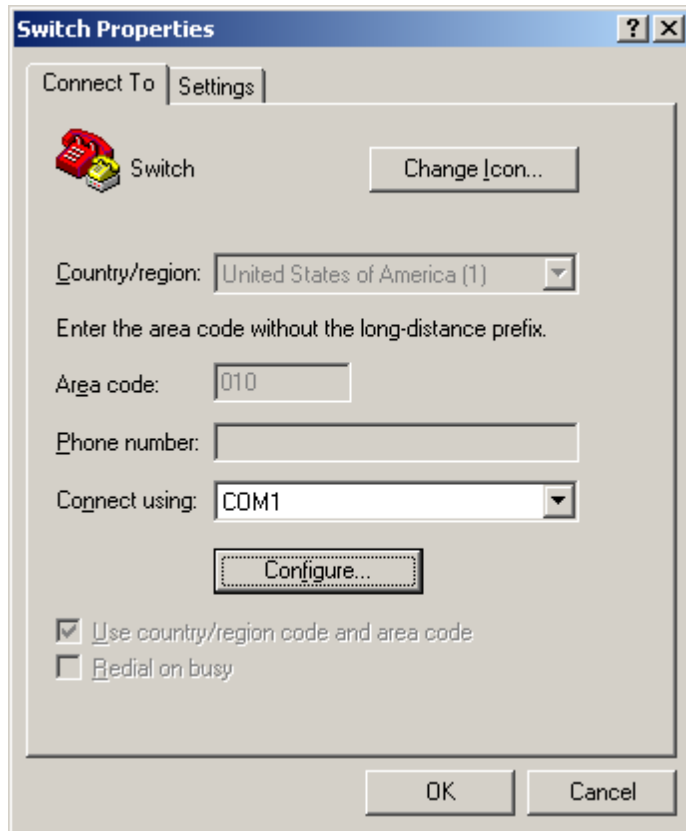 Switch Properties
Connect To Settings
Switch Change Icon...
Country/region: United States of America (1)
Enter the area code without the long-distance prefix.
Area code: 010
Phone number:
Connect using: COM1
Configure...
Use country/region code and area code
Redial on busy
OK Cancel